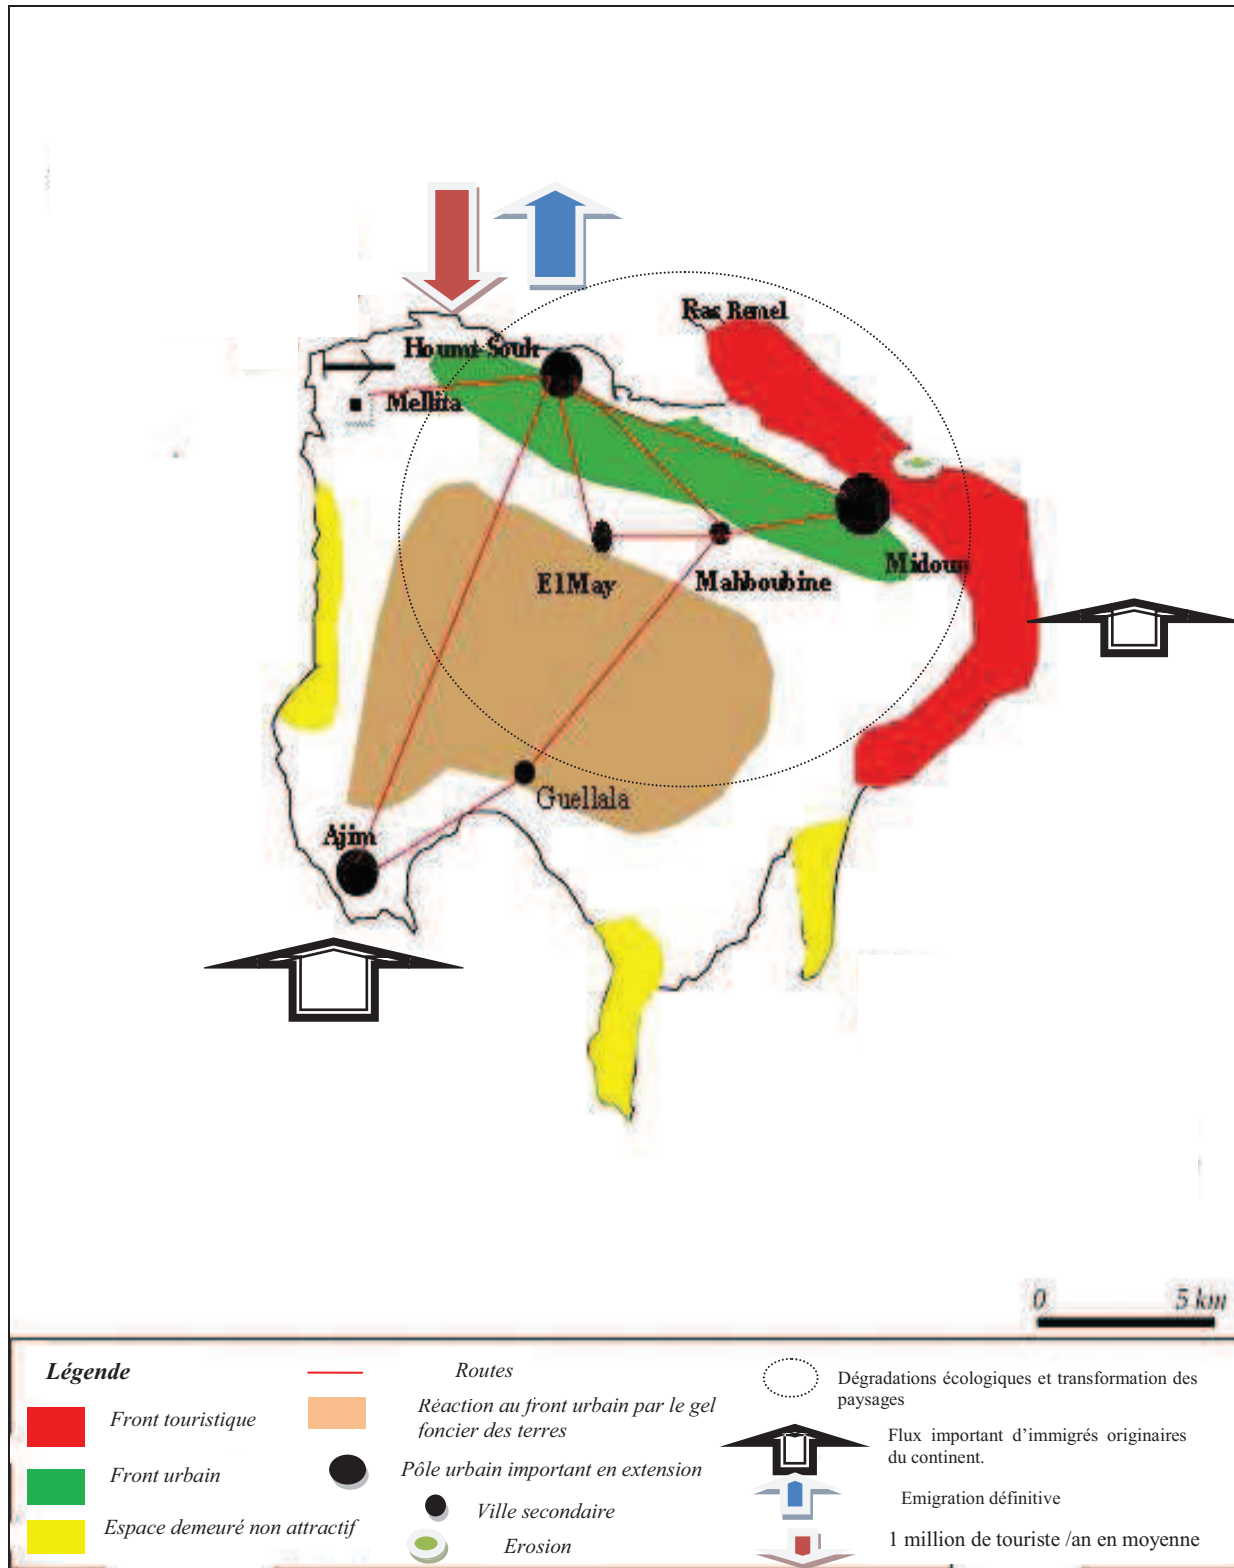 Ras Remel
Houmt Souk
Mellita
El May
Mahboubine
Midoun
Guellala
Ajim
0 5 km
Légende
Routes
Dégradations écologiques et transformation des
paysages
Front touristique
Réaction au front urbain par le gel
foncier des terres
Flux important d’immigrés originaires
du continent.
Front urbain
Pôle urbain important en extension
Emigration définitive
Espace demeuré non attractif
Ville secondaire
Erosion
1 million de touriste /an en moyenne